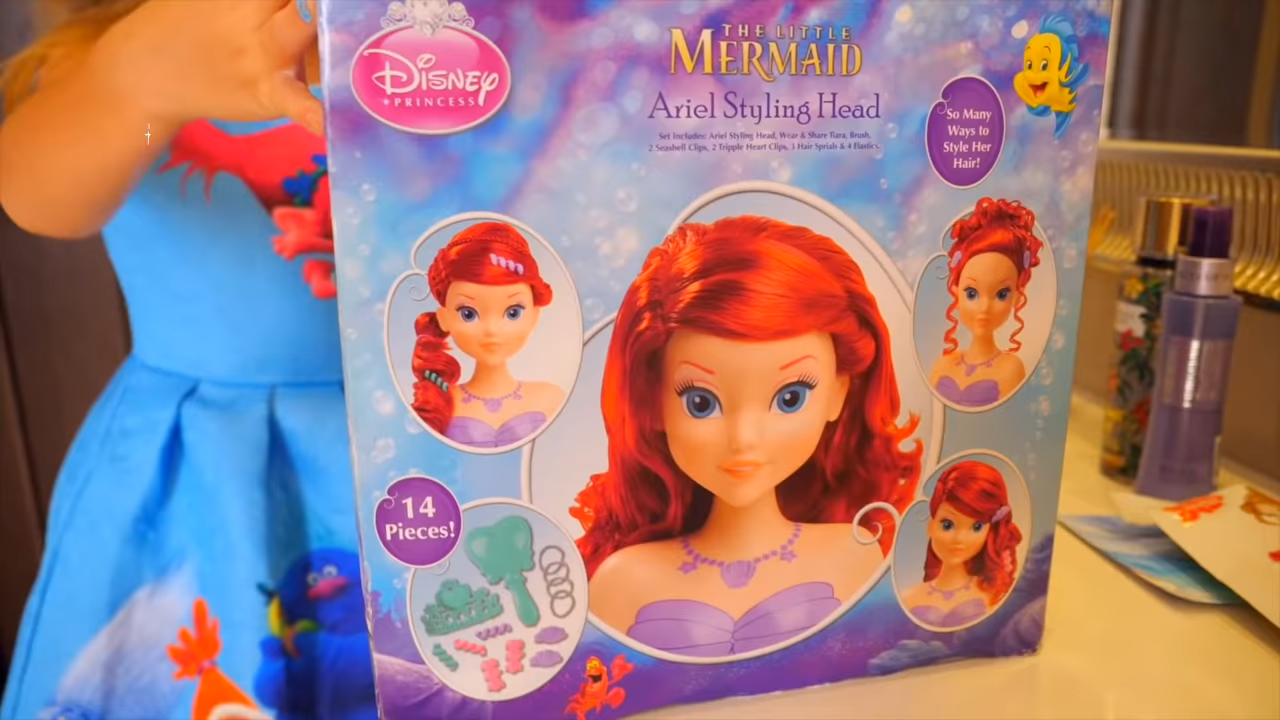 Disney
PRINCESS
THE LITTLE
MERMAID
Ariel Styling Head
Set Includes: Ariel Styling Head, Wear & Share Tiara, Brush,
2 Seashell Clips, 2 Tripple Heart Clips, 3 Hair Sprials & 4 Elastics.
So Many
Ways to
Style Her
Hair!
14
Pieces!